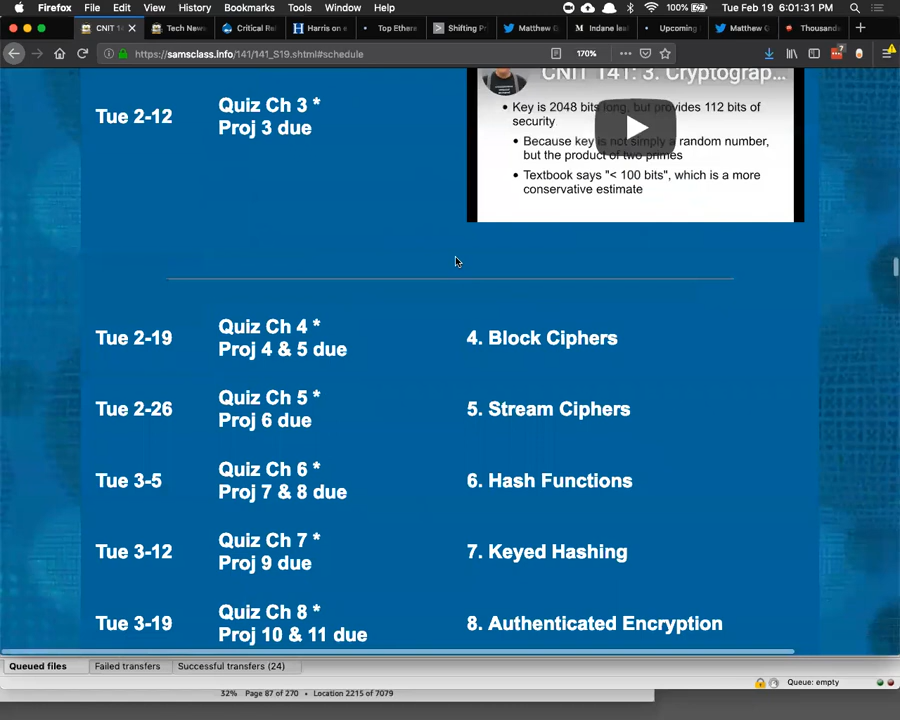 Firefox File Edit View History Bookmarks Tools Window Help 100% Tue Feb 19 6:01:31 PM
CNIT 14 Tech News Critical Rel Harris on e Top Ethera Shifting Pr Matthew G Indane leak Upcoming Matthew G Thousand
https://samsclass.info/141/141_S19.shtml#schedule 170% 7
CNIT 141: 3. Cryptograp...
Tue 2-12 Quiz Ch 3 *
Proj 3 due
• Key is 2048 bits long, but provides 112 bits of
security
• Because key is not simply a random number,
but the product of two primes
• Textbook says "< 100 bits", which is a more
conservative estimate
Tue 2-19 Quiz Ch 4 * 4. Block Ciphers
Proj 4 & 5 due
Tue 2-26 Quiz Ch 5 * 5. Stream Ciphers
Proj 6 due
Tue 3-5 Quiz Ch 6 * 6. Hash Functions
Proj 7 & 8 due
Tue 3-12 Quiz Ch 7 * 7. Keyed Hashing
Proj 9 due
Tue 3-19 Quiz Ch 8 * 8. Authenticated Encryption
Proj 10 & 11 due
Queued files Failed transfers Successful transfers (24)
Queue: empty
32% Page 87 of 270 • Location 2215 of 7079